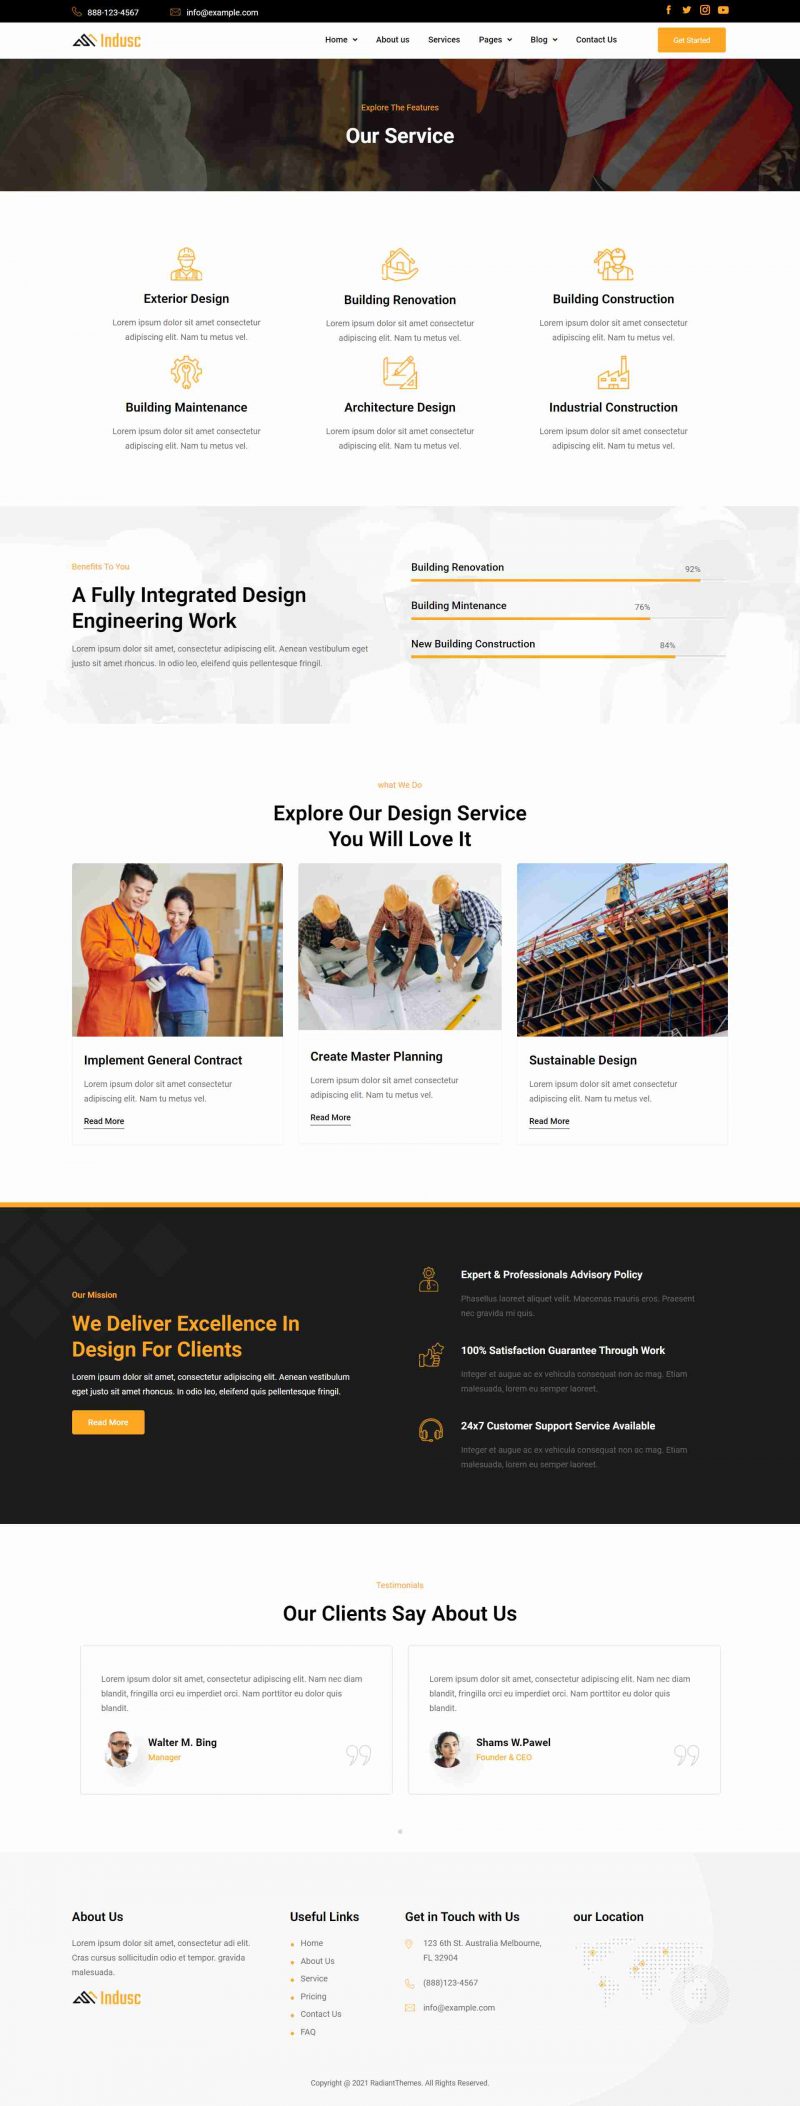 888-123-4567 info@example.com
Indusc
Home About us Services Pages Blog Contact Us
Get Started
Explore The Features
Our Service
Exterior Design
Lorem ipsum dolor sit amet consectetur
adipiscing elit. Nam tu metus vel.
Building Renovation
Lorem ipsum dolor sit amet consectetur
adipiscing elit. Nam tu metus vel.
Building Construction
Lorem ipsum dolor sit amet consectetur
adipiscing elit. Nam tu metus vel.
Building Maintenance
Lorem ipsum dolor sit amet consectetur
adipiscing elit. Nam tu metus vel.
Architecture Design
Lorem ipsum dolor sit amet consectetur
adipiscing elit. Nam tu metus vel.
Industrial Construction
Lorem ipsum dolor sit amet consectetur
adipiscing elit. Nam tu metus vel.
Benefits To You
A Fully Integrated Design
Engineering Work
Lorem ipsum dolor sit amet, consectetur adipiscing elit. Aenean vestibulum eget
justo sit amet rhoncus. In odio leo, eleifend quis pellentesque fringil.
Building Renovation 92%
Building Mintenance 76%
New Building Construction 84%
what We Do
Explore Our Design Service
You Will Love It
Implement General Contract
Lorem ipsum dolor sit amet consectetur
adipiscing elit. Nam tu metus vel.
Read More
Create Master Planning
Lorem ipsum dolor sit amet consectetur
adipiscing elit. Nam tu metus vel.
Read More
Sustainable Design
Lorem ipsum dolor sit amet consectetur
adipiscing elit. Nam tu metus vel.
Read More
Our Mission
We Deliver Excellence In
Design For Clients
Lorem ipsum dolor sit amet, consectetur adipiscing elit. Aenean vestibulum
eget justo sit amet rhoncus. In odio leo, eleifend quis pellentesque fringil.
Read More
Expert & Professionals Advisory Policy
Phasellus laoreet aliquet velit. Maecenas mauris eros. Praesent
nec gravida mi quis.
100% Satisfaction Guarantee Through Work
Integer et augue ac ex vehicula consequat non ac mag. Etiam
malesuada, lorem eu semper laoreet.
24x7 Customer Support Service Available
Integer et augue ac ex vehicula consequat non ac mag. Etiam
malesuada, lorem eu semper laoreet.
Testimonials
Our Clients Say About Us
Lorem ipsum dolor sit amet, consectetur adipiscing elit. Nam nec diam
blandit, fringilla orci eu imperdiet orci. Nam porttitor eu dolor quis
blandit.
Walter M. Bing
Manager
Lorem ipsum dolor sit amet, consectetur adipiscing elit. Nam nec diam
blandit, fringilla orci eu imperdiet orci. Nam porttitor eu dolor quis
blandit.
Shams W.Pawel
Founder & CEO
About Us
Lorem ipsum dolor sit amet, consectetur adi elit.
Cras cursus sollicitudin odio et tempor. gravida
malesuada.
Indusc
Useful Links
Home
About Us
Service
Pricing
Contact Us
FAQ
Get in Touch with Us
123 6th St. Australia Melbourne,
FL 32904
(888)123-4567
info@example.com
our Location
Copyright @ 2021 RadiantThemes. All Rights Reserved.